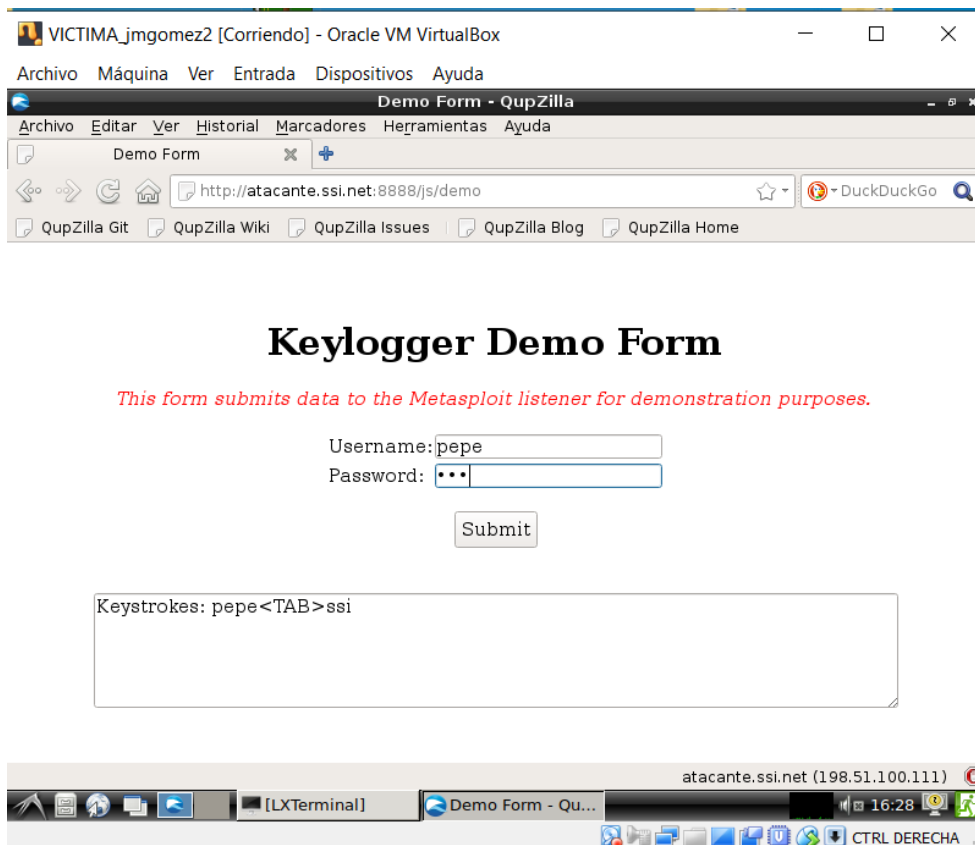 VICTIMA_jmgomez2 [Corriendo] - Oracle VM VirtualBox
Archivo Máquina Ver Entrada Dispositivos Ayuda
Demo Form - QupZilla
Archivo Editar Ver Historial Marcadores Herramientas Ayuda
Demo Form
http://atacante.ssi.net:8888/js/demo DuckDuckGo
QupZilla Git QupZilla Wiki QupZilla Issues QupZilla Blog QupZilla Home
Keylogger Demo Form
This form submits data to the Metasploit listener for demonstration purposes.
Username: pepe
Password: •••
Submit
Keystrokes: pepe<TAB>ssi
atacante.ssi.net (198.51.100.111)
[LXTerminal] Demo Form - Qu... 16:28
CTRL DERECHA